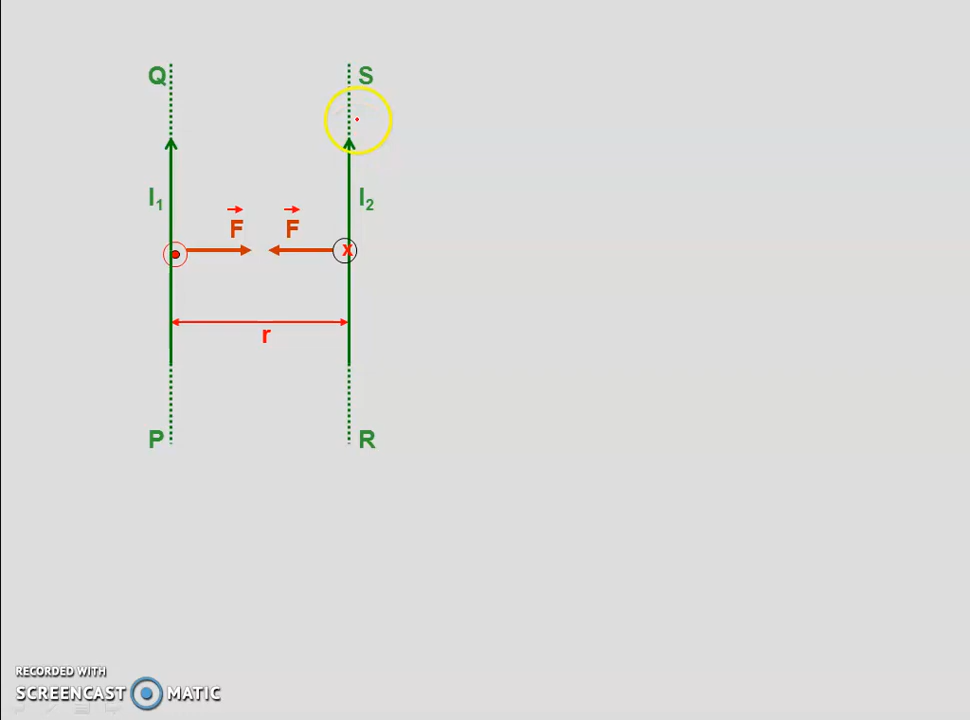 Q S
I₁ I₂
F F
x
r
P R
RECORDED WITH
SCREENCAST MATIC